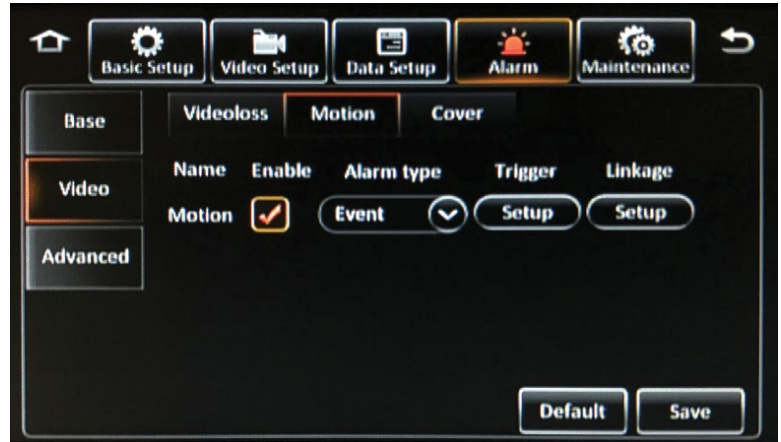 Basic Setup Video Setup Data Setup Alarm Maintenance
Base Videoloss Motion Cover
Name Enable Alarm type Trigger Linkage
Video
Motion Event Setup Setup
Advanced
Default Save